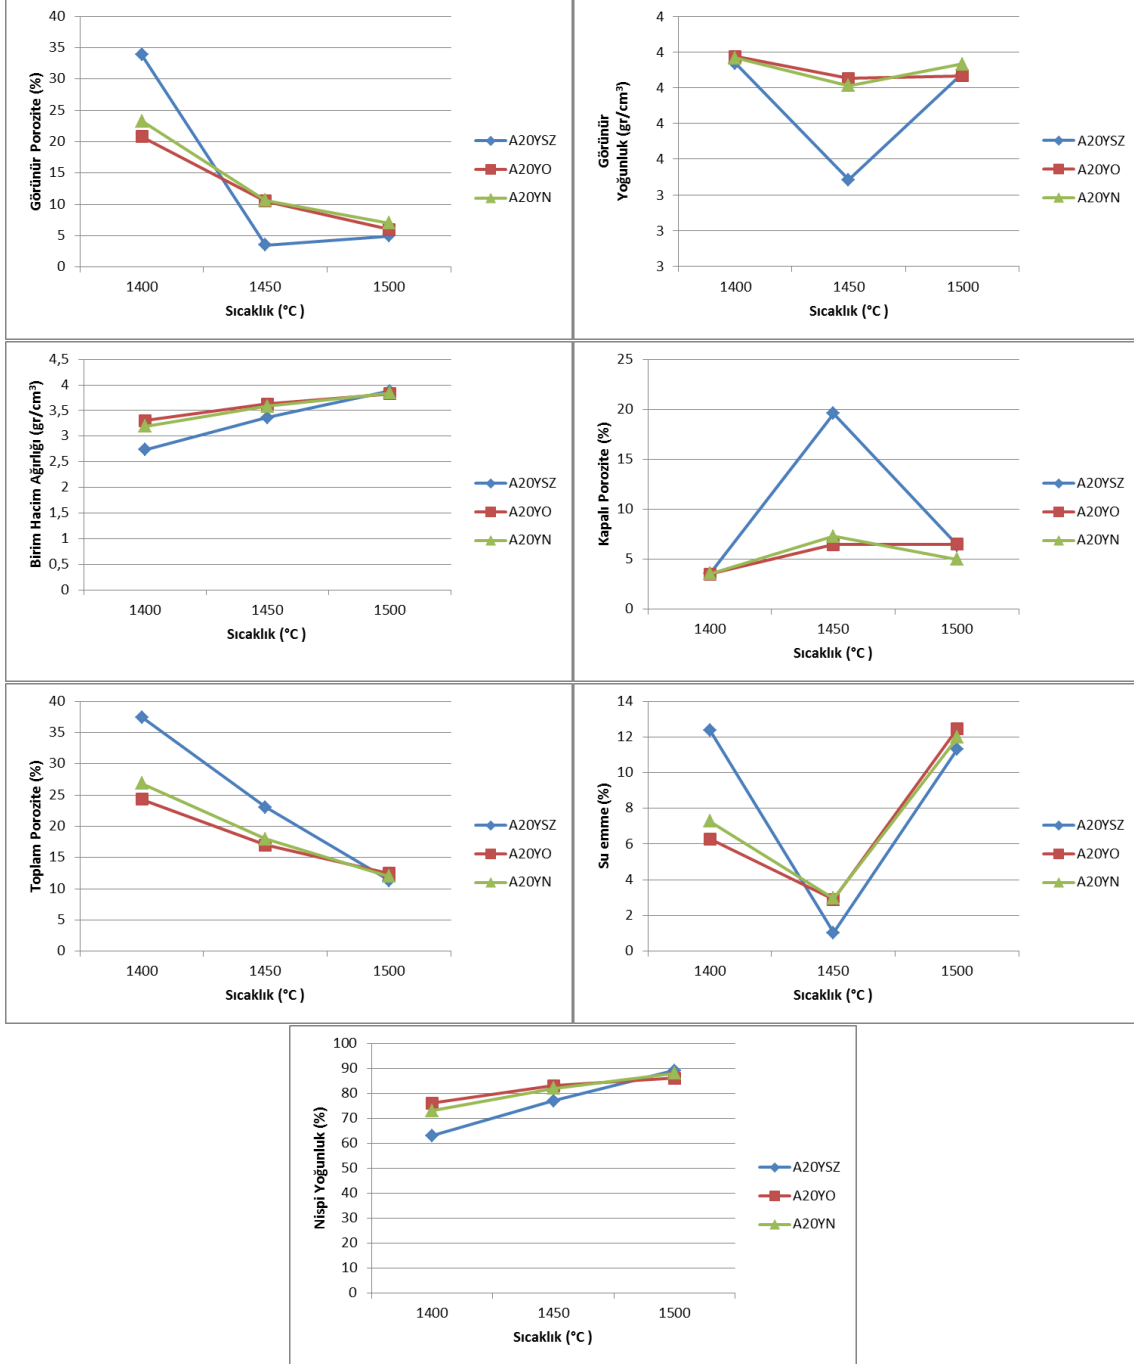 40
35
30
25
20
15
10
5
0
Görünür Porozite (%)
1400 1450 1500
Sıcaklık (°C )
A20YSZ
A20YO
A20YN
4
4
4
4
4
3
3
3
Görünür
Yoğunluk (gr/cm³)
1400 1450 1500
Sıcaklık (°C )
A20YSZ
A20YO
A20YN
4,5
4
3,5
3
2,5
2
1,5
1
0,5
0
Birim Hacim Ağırlığı (gr/cm³)
1400 1450 1500
Sıcaklık (°C )
A20YSZ
A20YO
A20YN
25
20
15
10
5
0
Kapalı Porozite (%)
1400 1450 1500
Sıcaklık (°C )
A20YSZ
A20YO
A20YN
40
35
30
25
20
15
10
5
0
Toplam Porozite (%)
1400 1450 1500
Sıcaklık (°C )
A20YSZ
A20YO
A20YN
14
12
10
8
6
4
2
0
Su emme (%)
1400 1450 1500
Sıcaklık (°C )
A20YSZ
A20YO
A20YN
100
90
80
70
60
50
40
30
20
10
0
Nispi Yoğunluk (%)
1400 1450 1500
Sıcaklık (°C )
A20YSZ
A20YO
A20YN